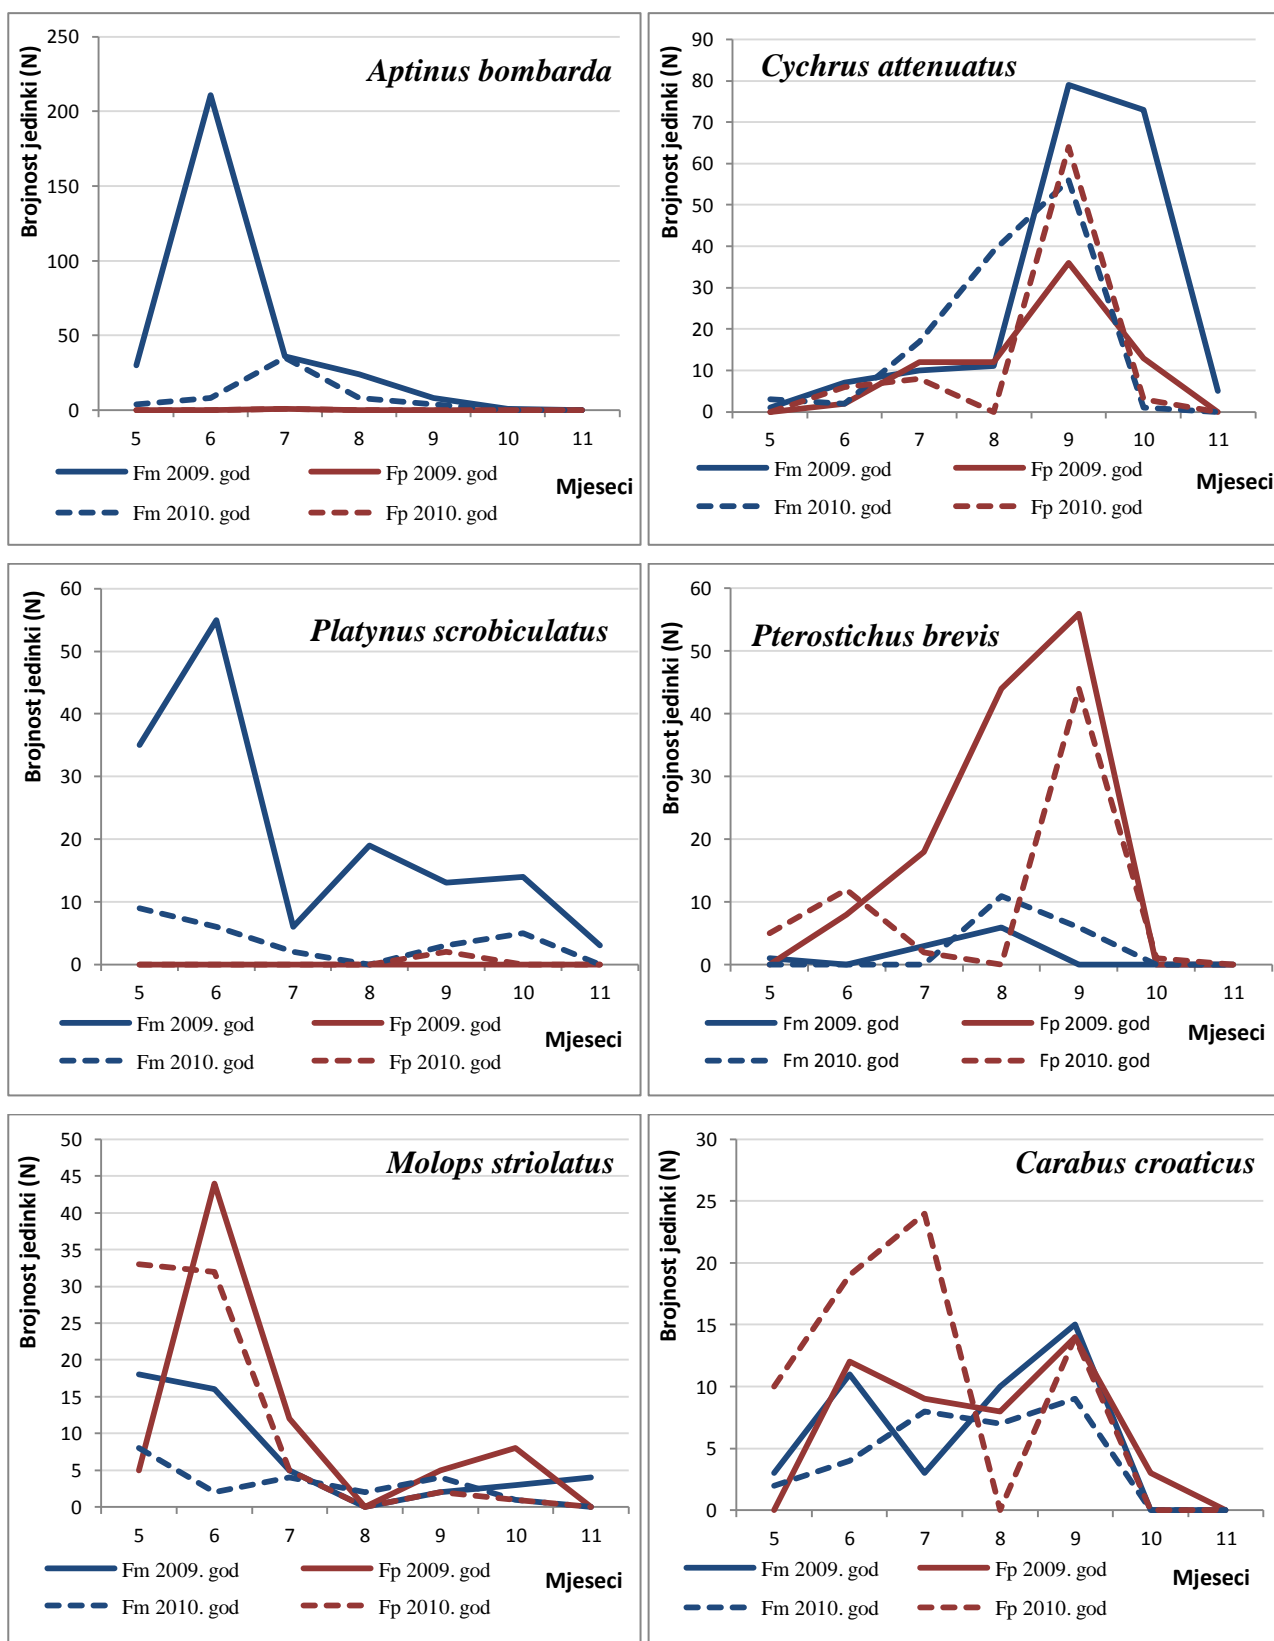 Aptinus bombarda
Brojnost jedinki (N)
250
200
150
100
50
0
5 6 7 8 9 10 11
Mjeseci
Fm 2009. god Fp 2009. god
Fm 2010. god Fp 2010. god
Cychrus attenuatus
Brojnost jedinki (N)
90
80
70
60
50
40
30
20
10
0
5 6 7 8 9 10 11
Mjeseci
Fm 2009. god Fp 2009. god
Fm 2010. god Fp 2010. god
Platynus scrobiculatus
Brojnost jedinki (N)
60
50
40
30
20
10
0
5 6 7 8 9 10 11
Mjeseci
Fm 2009. god Fp 2009. god
Fm 2010. god Fp 2010. god
Pterostichus brevis
Brojnost jedinki (N)
60
50
40
30
20
10
0
5 6 7 8 9 10 11
Mjeseci
Fm 2009. god Fp 2009. god
Fm 2010. god Fp 2010. god
Molops striolatus
Brojnost jedinki (N)
50
45
40
35
30
25
20
15
10
5
0
5 6 7 8 9 10 11
Mjeseci
Fm 2009. god Fp 2009. god
Fm 2010. god Fp 2010. god
Carabus croaticus
Brojnost jedinki (N)
30
25
20
15
10
5
0
5 6 7 8 9 10 11
Mjeseci
Fm 2009. god Fp 2009. god
Fm 2010. god Fp 2010. god